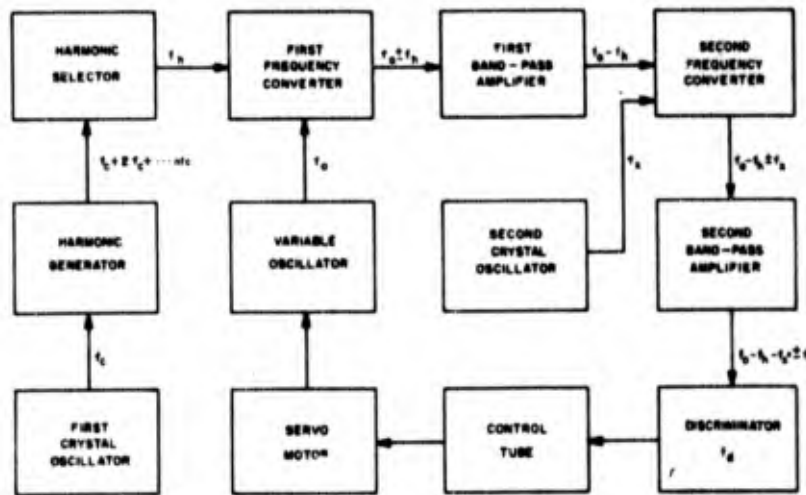 HARMONIC
SELECTOR
f h
FIRST
FREQUENCY
CONVERTER
f o ± f h
FIRST
BAND-PASS
AMPLIFIER
f o - f h
SECOND
FREQUENCY
CONVERTER
f c + 2 f c + ···
f o
f x
f o - f h ± f x
HARMONIC
GENERATOR
VARIABLE
OSCILLATOR
SECOND
CRYSTAL
OSCILLATOR
SECOND
BAND-PASS
AMPLIFIER
f c
FIRST
CRYSTAL
OSCILLATOR
SERVO
MOTOR
CONTROL
TUBE
DISCRIMINATOR
f d